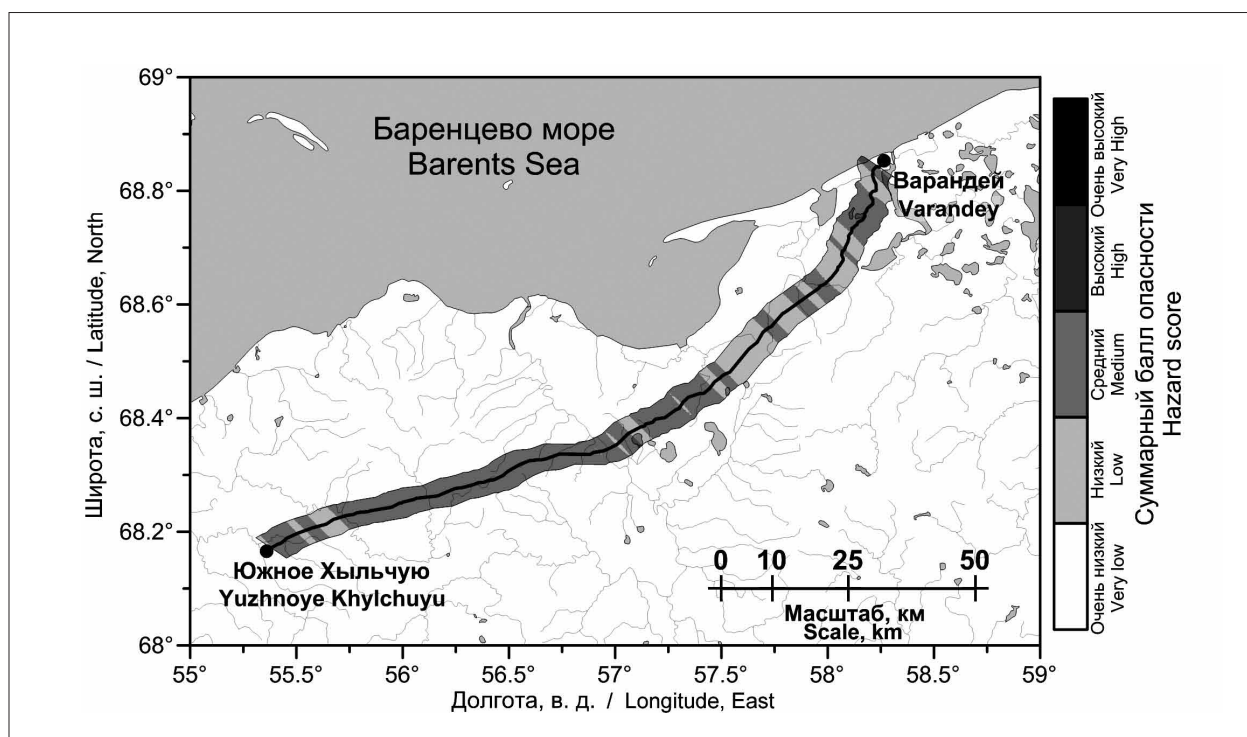 69°
68.8°
68.6°
68.4°
68.2°
68°
Широта, с. ш. / Latitude, North
55°
55.5°
56°
56.5°
57°
57.5°
58°
58.5°
59°
Долгота, в. д. / Longitude, East
Баренцево море
Barents Sea
Варандей
Varandey
Южное Хыльчую
Yuzhnoye Khylchuyu
0 10 25 50
Масштаб, км
Scale, km
Очень высокий
Very High
Высокий
High
Средний
Medium
Низкий
Low
Очень низкий
Very low
Суммарный балл опасности
Hazard score